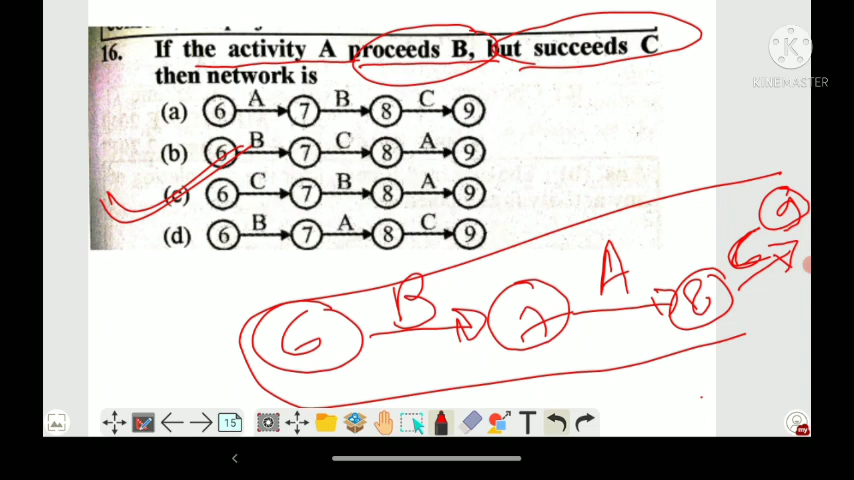 16. If the activity A proceeds B, but succeeds C
KINEMASTER
then network is
(a) 6 A 7 B 8 C 9
(b) 6 B 7 C 8 A 9
(c) 6 C 7 B 8 A 9
(d) 6 B 7 A 8 C 9
6 B 7 A 8 C 9
15
T
my